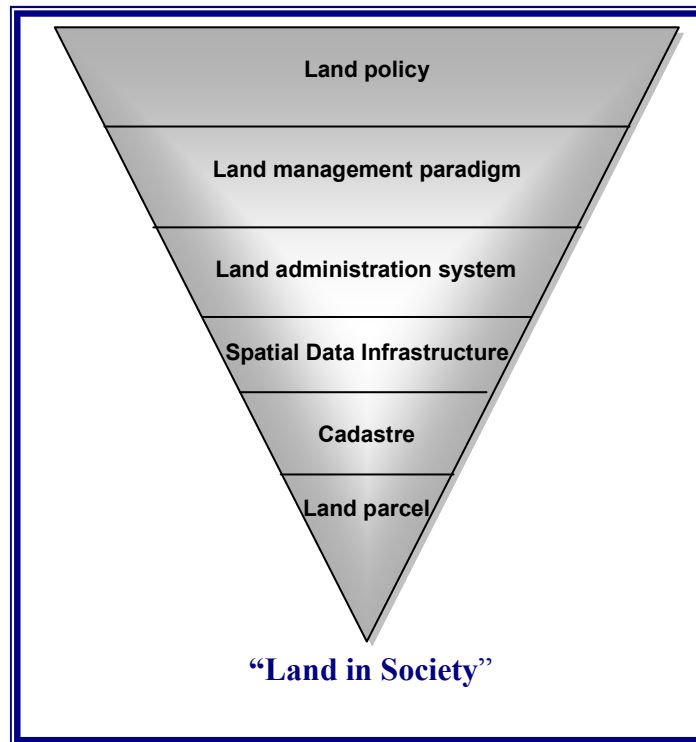 Land policy
Land management paradigm
Land administration system
Spatial Data Infrastructure
Cadastre
Land parcel
“Land in Society”